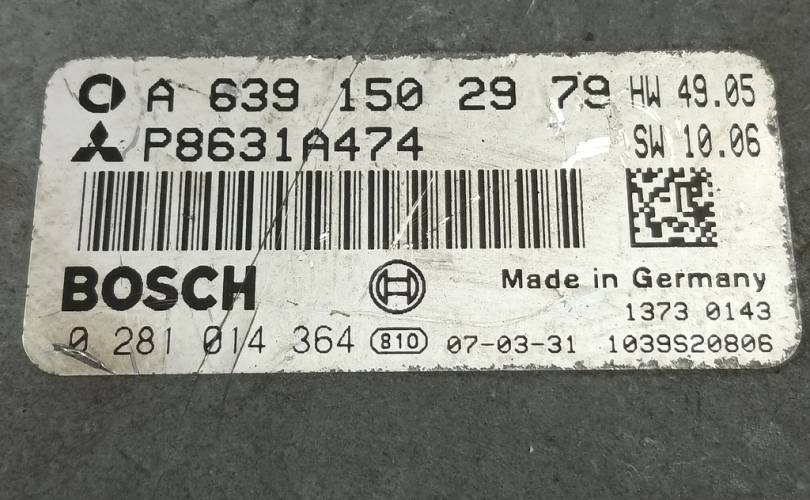 A 639 150 29 79 HW 49.05
P8631A474 SW 10.06
BOSCH Made in Germany
1373 0143
0 281 014 364 810 07-03-31 1039S20806